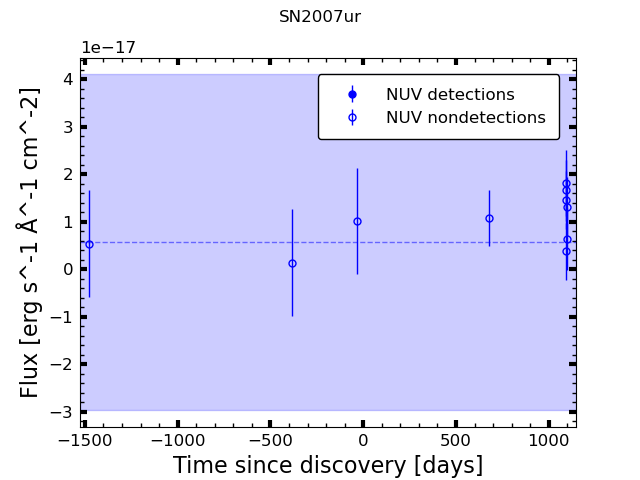 SN2007ur
1e−17
4
3
2
1
0
−1
−2
−3
Flux [erg s^-1 Å^-1 cm^-2]
NUV detections
NUV nondetections
−1500 −1000 −500 0 500 1000
Time since discovery [days]